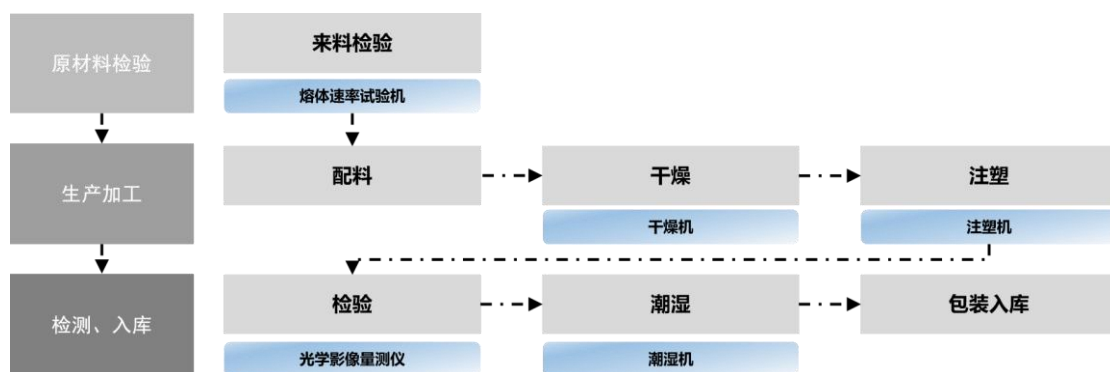 原材料检验
来料检验
熔体速率试验机
生产加工
配料
干燥
注塑
干燥机
注塑机
检测、入库
检验
潮湿
包装入库
光学影像量测仪
潮湿机